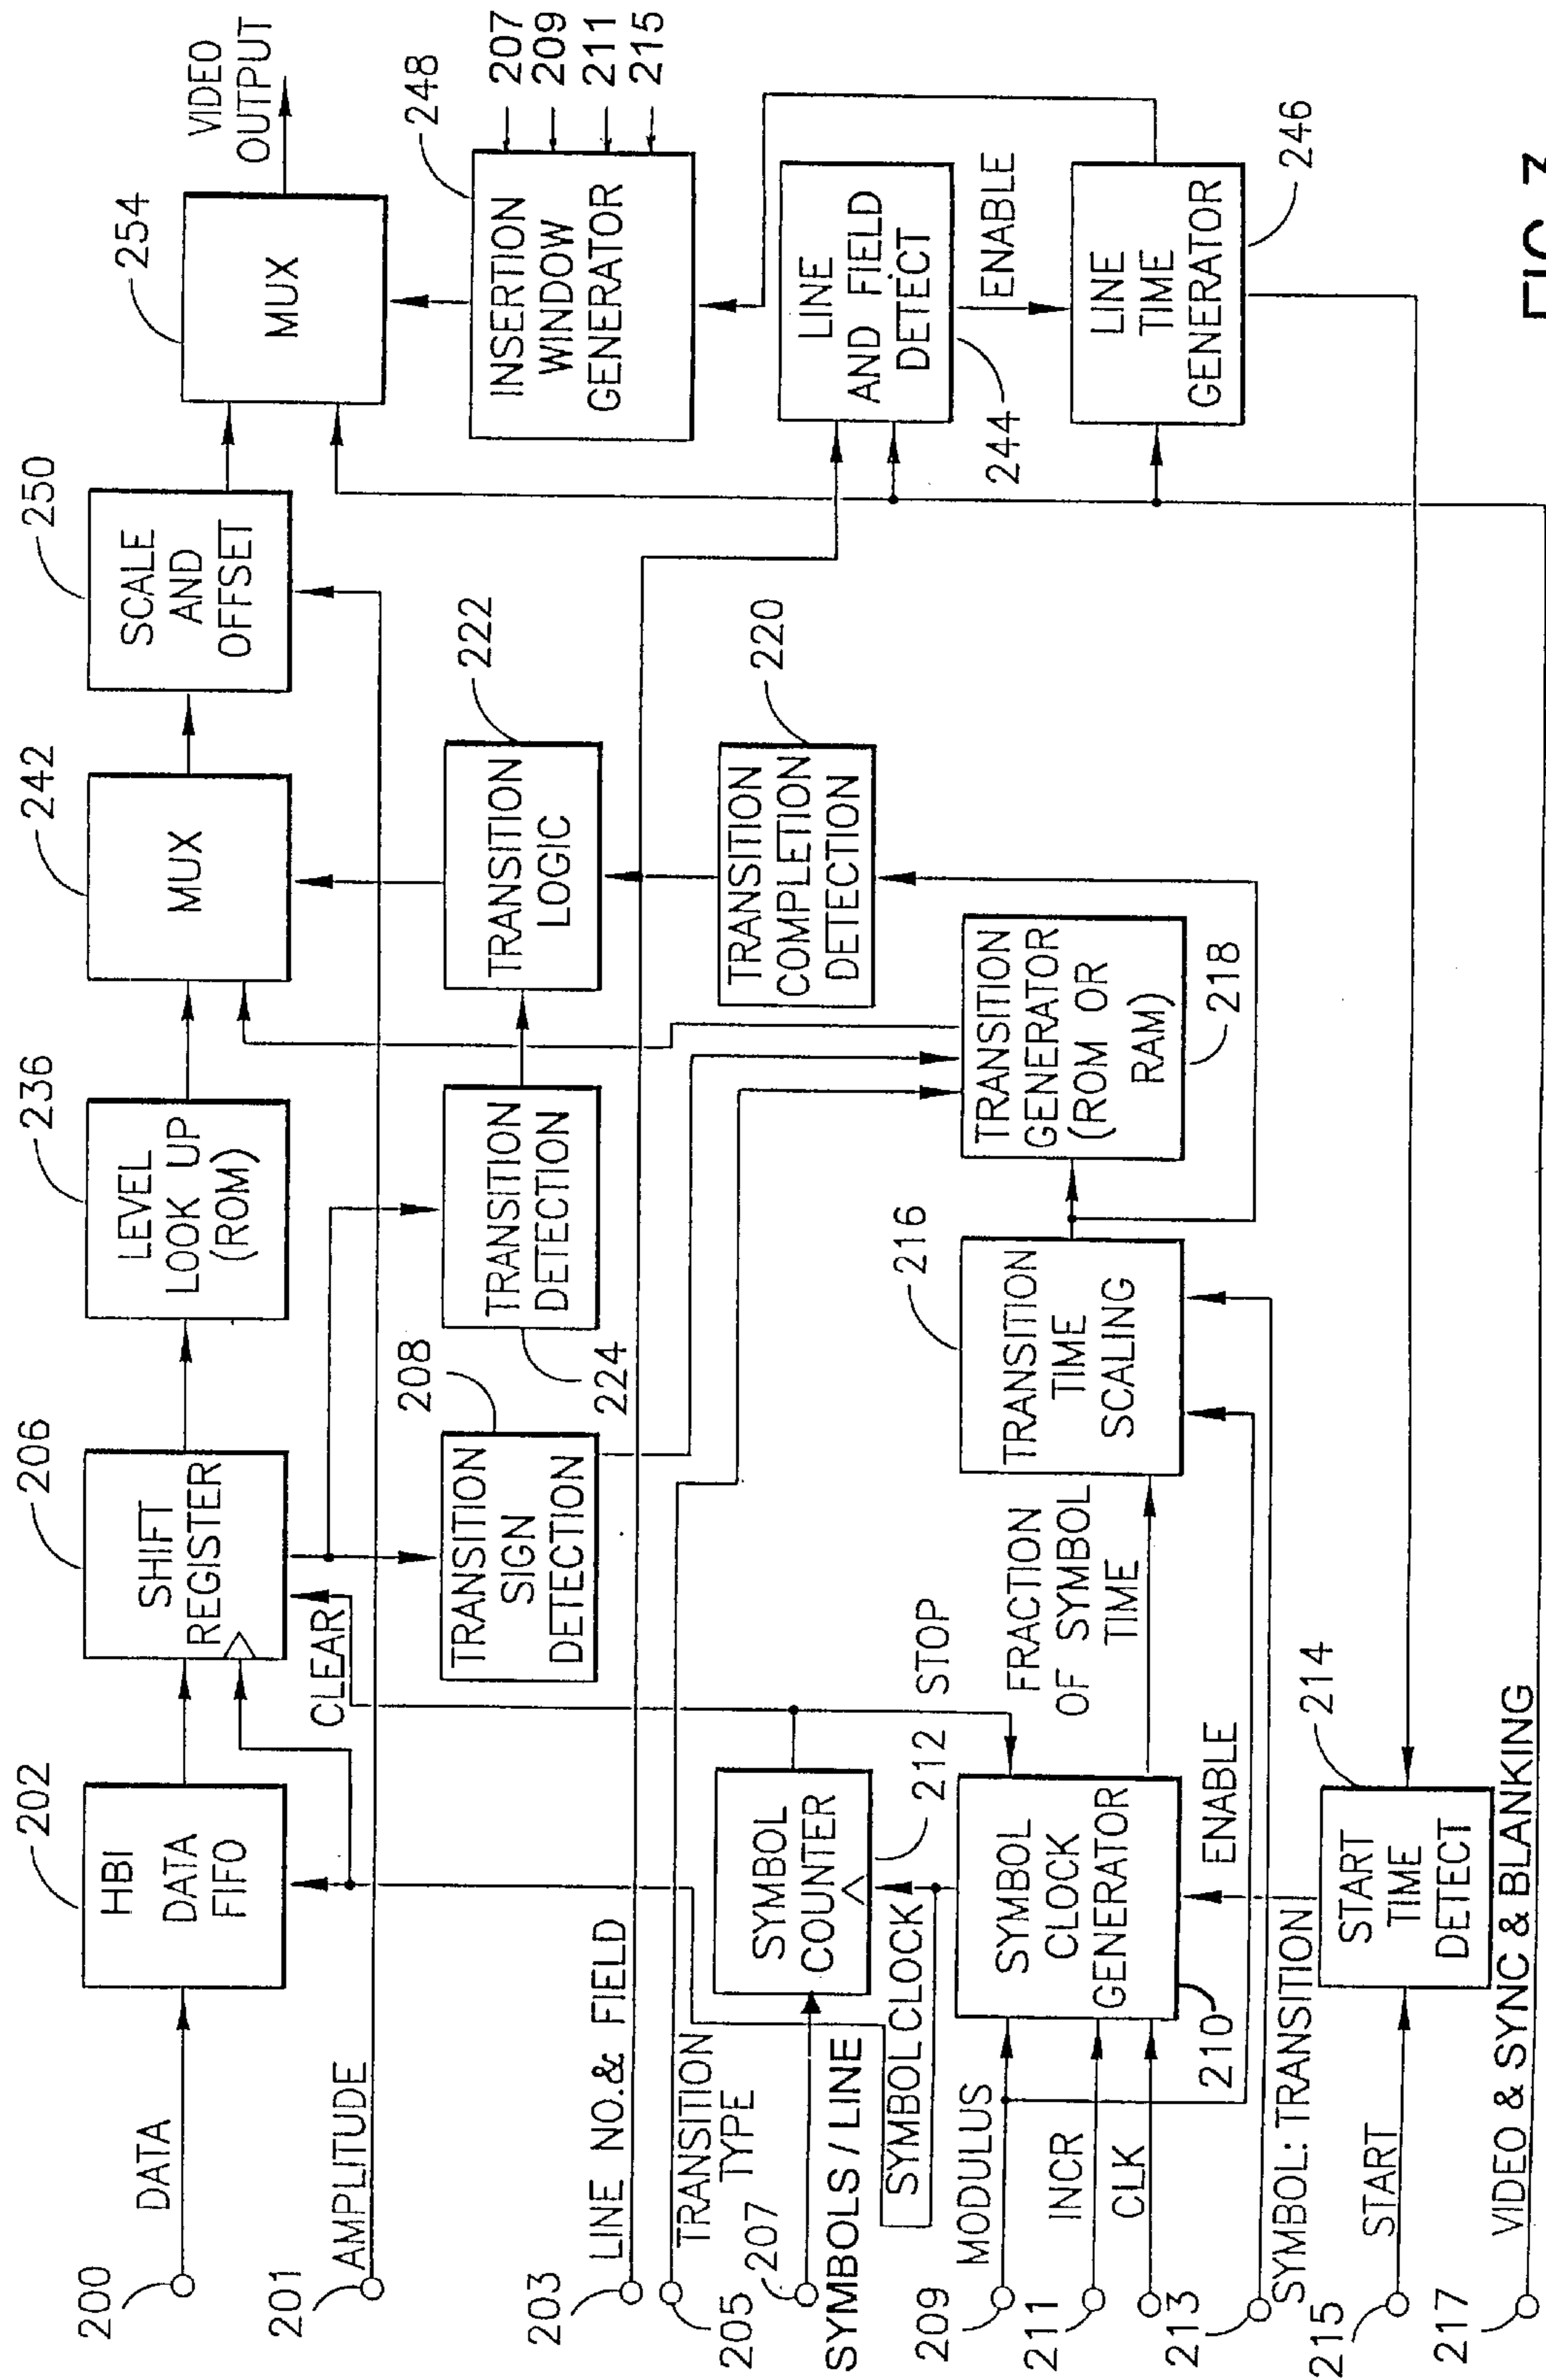 200
DATA
202
HBI
DATA
FIFO
206
SHIFT
REGISTER
CLEAR
236
LEVEL
LOOK UP
(ROM)
242
MUX
250
SCALE
AND
OFFSET
254
MUX
VIDEO
OUTPUT
201
AMPLITUDE
208
TRANSITION
SIGN
DETECTION
224
TRANSITION
DETECTION
222
TRANSITION
LOGIC
248
INSERTION
WINDOW
GENERATOR
207
209
211
215
203
LINE NO.& FIELD
205
TRANSITION
TYPE
207
SYMBOLS / LINE
SYMBOL
COUNTER
212
STOP
SYMBOL CLOCK
220
TRANSITION
COMPLETION
DETECTION
LINE
AND FIELD
DETECT
244
ENABLE
209
MODULUS
211
INCR
CLK
213
SYMBOL
CLOCK
GENERATOR
210
FRACTION
OF SYMBOL
TIME
216
TRANSITION
TIME
SCALING
TRANSITION
GENERATOR
(ROM OR
RAM)
218
LINE
TIME
GENERATOR
246
SYMBOL: TRANSITION
ENABLE
215
START
START
TIME
DETECT
214
217
VIDEO & SYNC & BLANKING